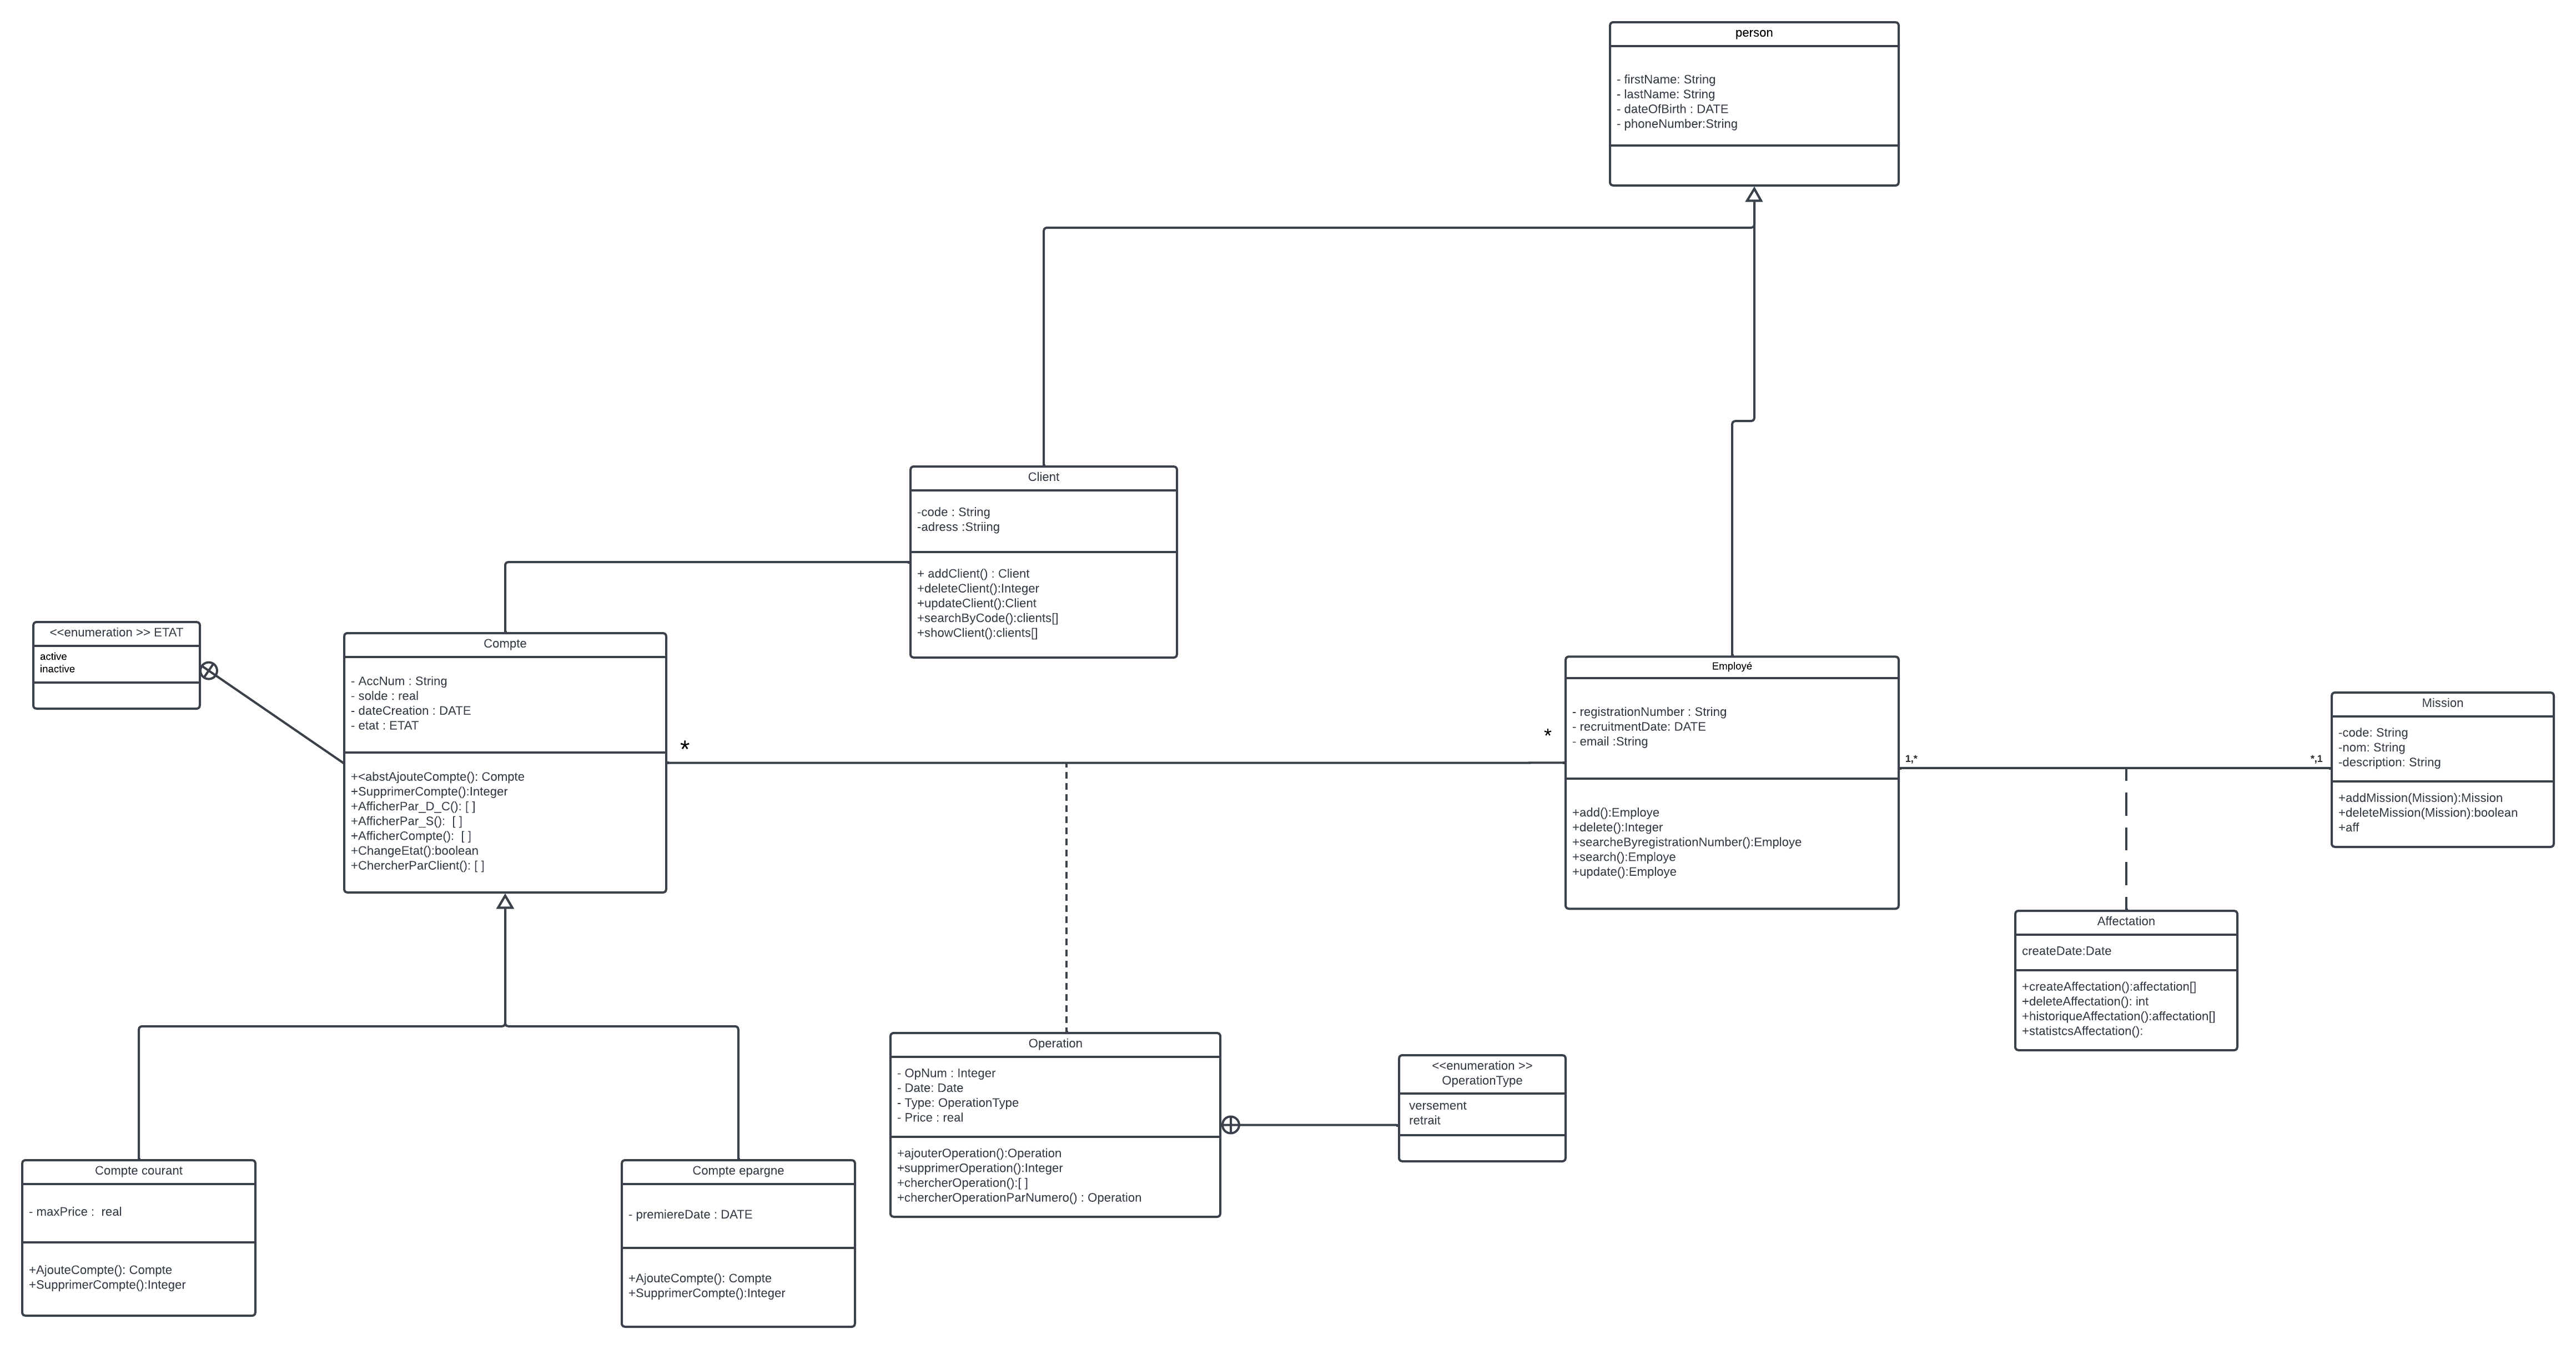 person
- firstName: String
- lastName: String
- dateOfBirth : DATE
- phoneNumber:String
Client
-code : String
-adress :Striing
+ addClient() : Client
+deleteClient():Integer
+updateClient():Client
+searchByCode():clients[]
+showClient():clients[]
<<enumeration >> ETAT
active
inactive
Compte
- AccNum : String
- solde : real
- dateCreation : DATE
- etat : ETAT
+<abstAjouteCompte(): Compte
+SupprimerCompte():Integer
+AfficherPar_D_C(): [ ]
+AfficherPar_S():  [ ]
+AfficherCompte():  [ ]
+ChangeEtat():boolean
+ChercherParClient(): [ ]
*
*
Employé
- registrationNumber : String
- recruitmentDate: DATE
- email :String
+add():Employe
+delete():Integer
+searcheByregistrationNumber():Employe
+search():Employe
+update():Employe
1,*
*,1
Mission
-code: String
-nom: String
-description: String
+addMission(Mission):Mission
+deleteMission(Mission):boolean
+aff
Affectation
createDate:Date
+createAffectation():affectation[]
+deleteAffectation(): int
+historiqueAffectation():affectation[]
+statistcsAffectation():
Operation
- OpNum : Integer
- Date: Date
- Type: OperationType
- Price : real
+ajouterOperation():Operation
+supprimerOperation():Integer
+chercherOperation():[ ]
+chercherOperationParNumero() : Operation
<<enumeration >>
OperationType
versement
retrait
Compte courant
- maxPrice :  real
+AjouteCompte(): Compte
+SupprimerCompte():Integer
Compte epargne
- premiereDate : DATE
+AjouteCompte(): Compte
+SupprimerCompte():Integer